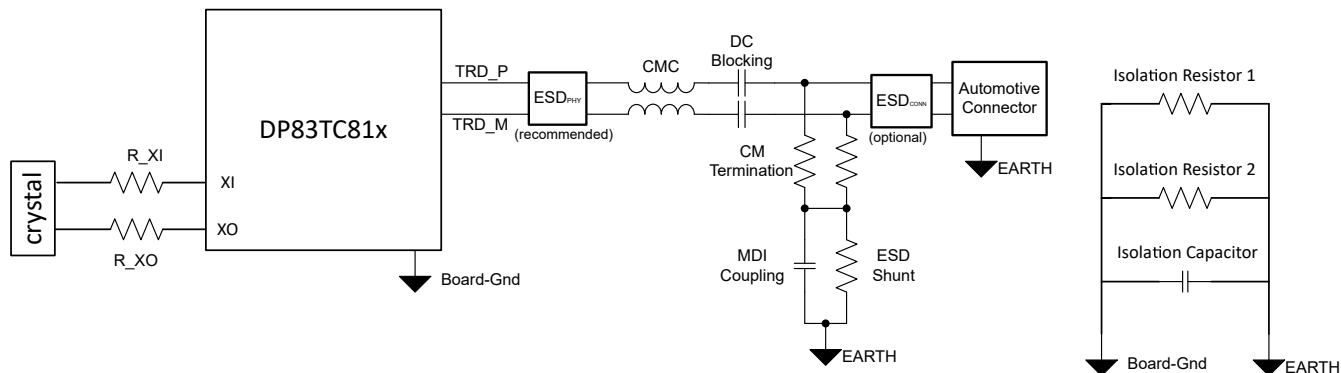 DP83TC81x
crystal
R_XI
R_XO
XI
XO
Board-Gnd
TRD_P
TRD_M
ESDPHY
(recommended)
CMC
DC
Blocking
CM
Termination
MDI
Coupling
ESD
Shunt
EARTH
ESDCONN
(optional)
Automotive
Connector
EARTH
Isolation Resistor 1
Isolation Resistor 2
Isolation Capacitor
Board-Gnd
EARTH